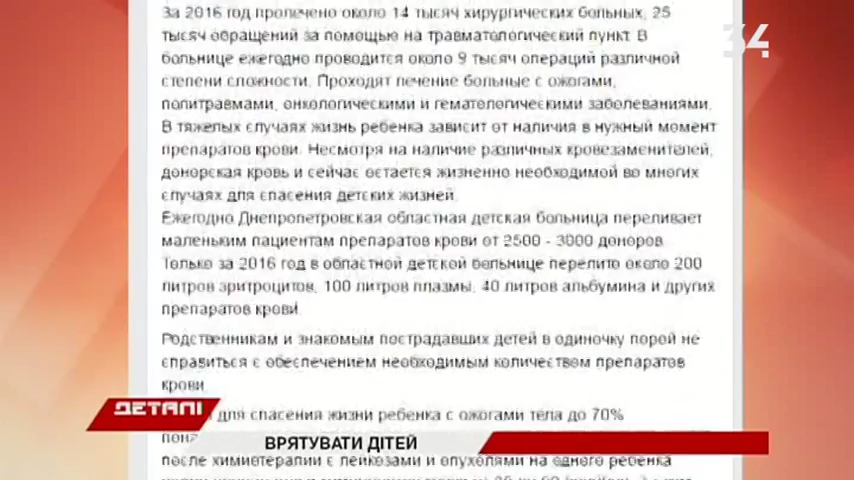 34
За 2016 год пролечено около 14 тысяч хирургических больных, 25
тысяч обращений за помощью на травматологический пункт. В
больнице ежегодно проводится около 9 тысяч операций различной
степени сложности. Проходят лечение больные с ожогами,
политравмами, онкологическими и гематологическими заболеваниями.
В тяжелых случаях жизнь ребенка зависит от наличия в нужный момент
препаратов крови. Несмотря на наличие различных кровезаменителей,
донорская кровь и сейчас остается жизненно необходимой во многих
случаях для спасения детских жизней.
Ежегодно Днепропетровская областная детская больница переливает
маленьким пациентам препаратов крови от 2500 - 3000 доноров.
Только за 2016 год в областной детской больнице перелито около 200
литров эритроцитов, 100 литров плазмы, 40 литров альбумина и других
препаратов крови.
Родственникам и знакомым пострадавших детей в одиночку порой не
справиться с обеспечением необходимым количеством препаратов
крови.
для спасения жизни ребенка с ожогами тела до 70%
после химиотерапии с лейкозами и опухолями на одного ребенка
ДЕТАЛІ
ВРЯТУВАТИ ДІТЕЙ